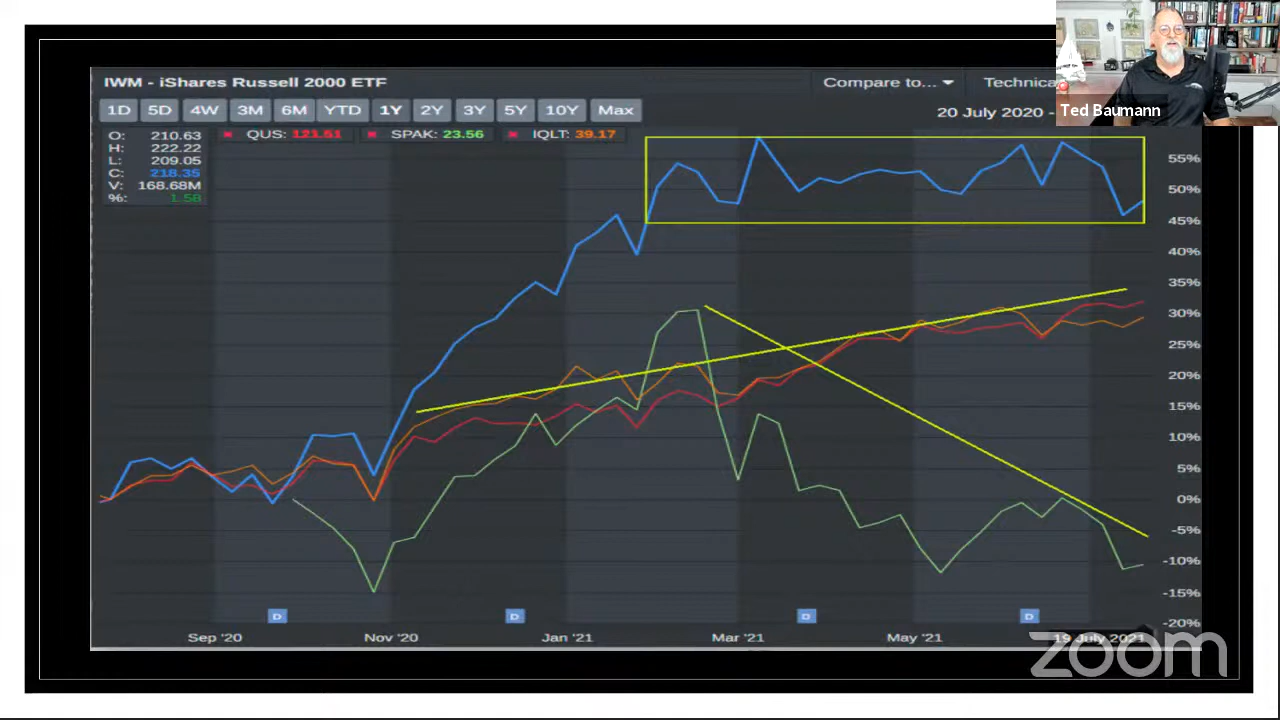 IWM - iShares Russell 2000 ETF
Compare to...
Technica
Ted Baumann
1D 5D 4W 3M 6M YTD 1Y 2Y 3Y 5Y 10Y Max
20 July 2020 -
O: 210.63
H: 222.22
L: 209.05
C: 218.35
V: 168.68M
%: 1.58
QUS: 121.51
SPAK: 23.56
IQLT: 39.17
55%
50%
45%
40%
35%
30%
25%
20%
15%
10%
5%
0%
-5%
-10%
-15%
-20%
D
D
D
D
Sep '20
Nov '20
Jan '21
Mar '21
May '21
19 July 2021
zoom